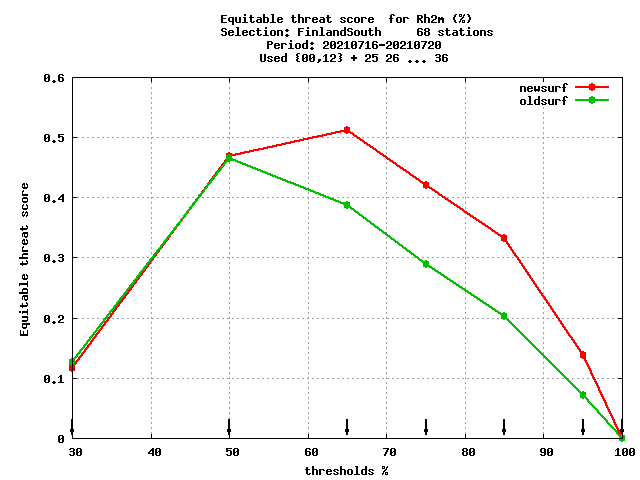 Equitable threat score  for Rh2m (%)
Selection: FinlandSouth     68 stations
Period: 20210716-20210720
Used {00,12} + 25 26 ... 36
newsurf
oldsurf
Equitable threat score
0.6
0.5
0.4
0.3
0.2
0.1
0
30 40 50 60 70 80 90 100
thresholds %